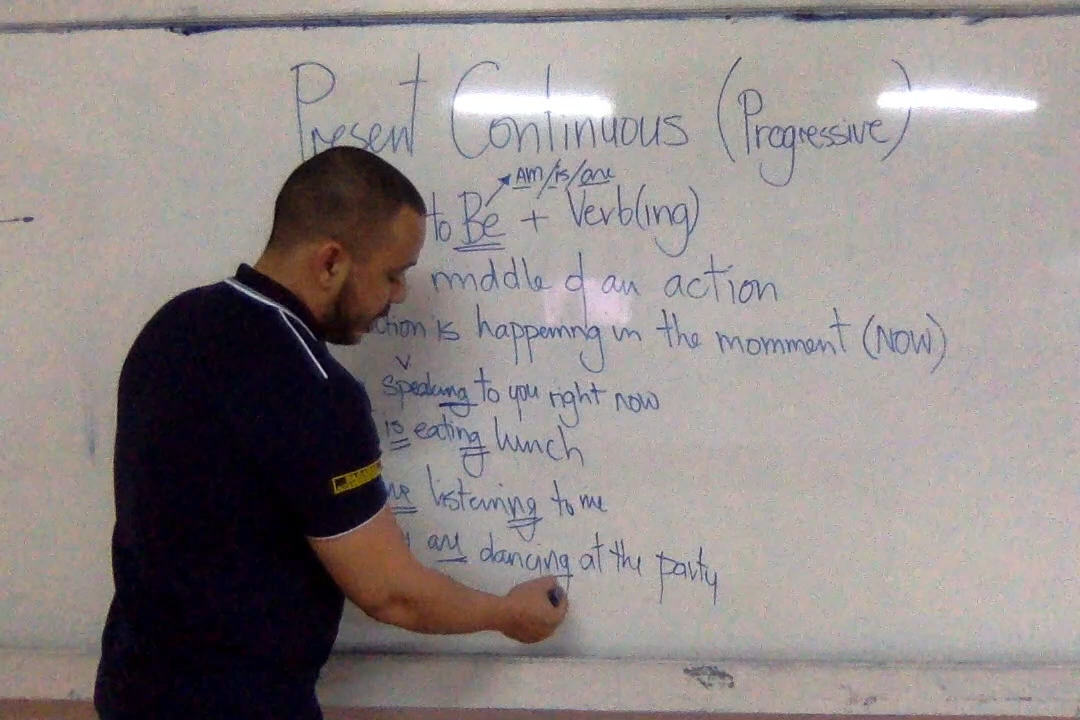 Present Continuous (Progressive)
Am/is/are
to Be + Verb(ing)
middle of an action
ction is happening in the momment (NOW)
v
speaking to you right now
is eating lunch
listening to me
are dancing at the party